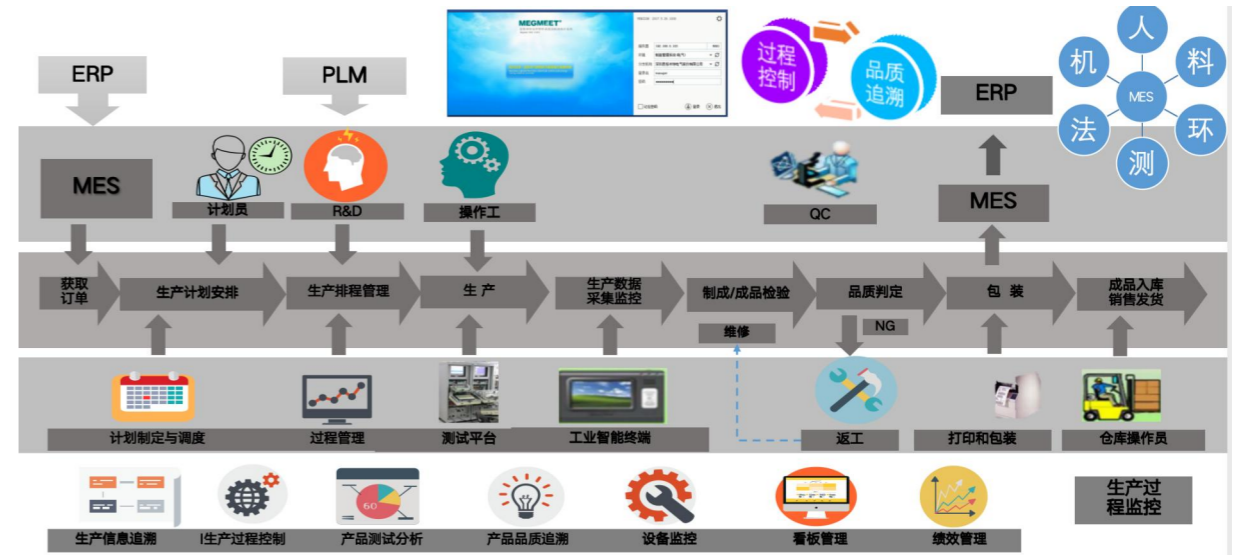 ERP
PLM
MEGMEET
过程
控制
品质
追溯
ERP
人
机
料
MES
法
环
测
MES
计划员
R&D
操作工
QC
MES
获取
订单
生产计划安排
生产排程管理
生 产
生产数据
采集监控
制成/成品检验
品质判定
包 装
成品入库
销售发货
维修
NG
计划制定与调度
过程管理
测试平台
工业智能终端
返工
打印和包装
仓库操作员
60
生产过
程监控
生产信息追溯
I生产过程控制
产品测试分析
产品品质追溯
设备监控
看板管理
绩效管理